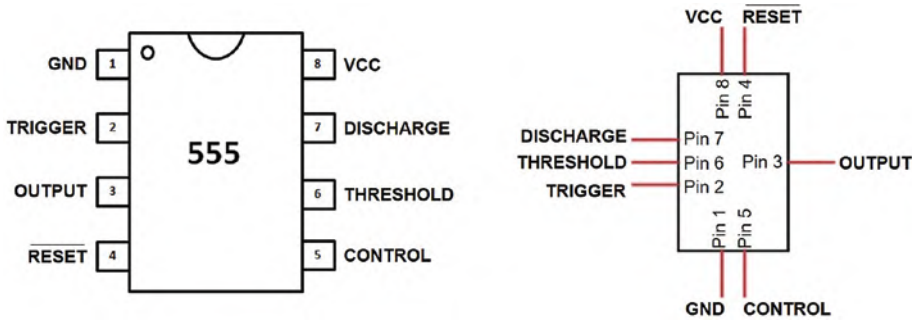 GND 1
TRIGGER 2
OUTPUT 3
RESET 4
555
8 VCC
7 DISCHARGE
6 THRESHOLD
5 CONTROL
VCC RESET
Pin 8 Pin 4
DISCHARGE Pin 7
THRESHOLD Pin 6
TRIGGER Pin 2
Pin 3 OUTPUT
Pin 1 Pin 5
GND CONTROL